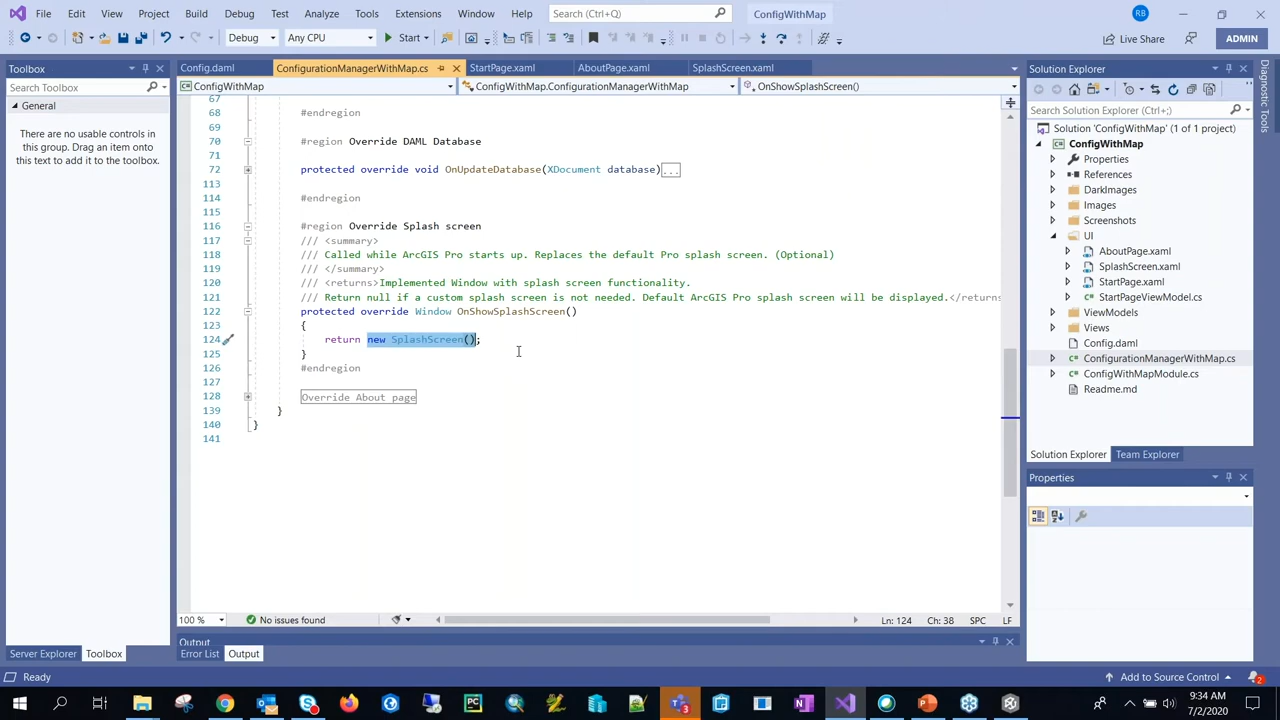 File Edit View Project Build Debug Test Analyze Tools Extensions Window Help Search (Ctrl+Q) ConfigWithMap RB
Debug Any CPU Start Live Share ADMIN
Toolbox
Search Toolbox
General
There are no usable controls in
this group. Drag an item onto
this text to add it to the toolbox.
Server Explorer Toolbox
Config.daml ConfigurationManagerWithMap.cs StartPage.xaml AboutPage.xaml SplashScreen.xaml
ConfigWithMap ConfigWithMap.ConfigurationManagerWithMap OnShowSplashScreen()
67
68 #endregion
69
70 #region Override DAML Database
71
72 protected override void OnUpdateDatabase(XDocument database)...
113
114 #endregion
115
116 #region Override Splash screen
117 /// <summary>
118 /// Called while ArcGIS Pro starts up. Replaces the default Pro splash screen. (Optional)
119 /// </summary>
120 /// <returns>Implemented Window with splash screen functionality.
121 /// Return null if a custom splash screen is not needed. Default ArcGIS Pro splash screen will be displayed.</returns
122 protected override Window OnShowSplashScreen()
123 {
124 return new SplashScreen();
125 }
126 #endregion
127
128 Override About page
139 }
140 }
141
100 % No issues found Ln: 124 Ch: 38 SPC LF
Output
Error List Output
Solution Explorer
Search Solution Explorer (Ctrl+;)
Solution 'ConfigWithMap' (1 of 1 project)
ConfigWithMap
Properties
References
DarkImages
Images
Screenshots
UI
AboutPage.xaml
SplashScreen.xaml
StartPage.xaml
StartPageViewModel.cs
ViewModels
Views
Config.daml
ConfigurationManagerWithMap.cs
ConfigWithMapModule.cs
Readme.md
Solution Explorer Team Explorer
Properties
Diagnostic Tools
Ready Add to Source Control 2
9:34 AM
7/2/2020